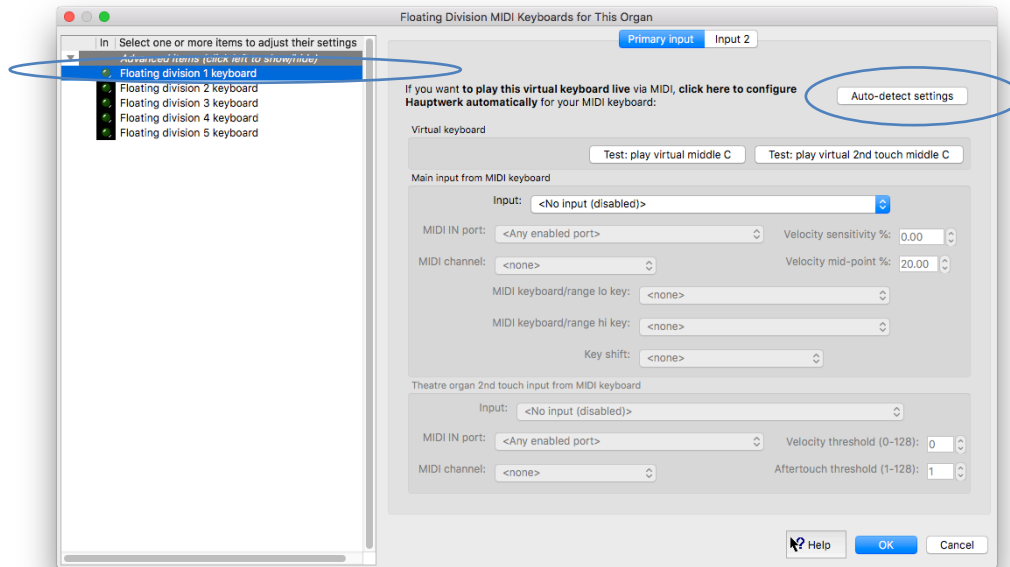 Floating Division MIDI Keyboards for This Organ
In Select one or more items to adjust their settings
Advanced items (click left to show/hide)
Floating division 1 keyboard
Floating division 2 keyboard
Floating division 3 keyboard
Floating division 4 keyboard
Floating division 5 keyboard
Primary input Input 2
If you want to play this virtual keyboard live via MIDI, click here to configure
Hauptwerk automatically for your MIDI keyboard:
Auto-detect settings
Virtual keyboard
Test: play virtual middle C Test: play virtual 2nd touch middle C
Main input from MIDI keyboard
Input: <No input (disabled)>
MIDI IN port: <Any enabled port> Velocity sensitivity %: 0.00
MIDI channel: <none> Velocity mid-point %: 20.00
MIDI keyboard/range lo key: <none>
MIDI keyboard/range hi key: <none>
Key shift: <none>
Theatre organ 2nd touch input from MIDI keyboard
Input: <No input (disabled)>
MIDI IN port: <Any enabled port> Velocity threshold (0-128): 0
MIDI channel: <none> Aftertouch threshold (1-128): 1
? Help OK Cancel